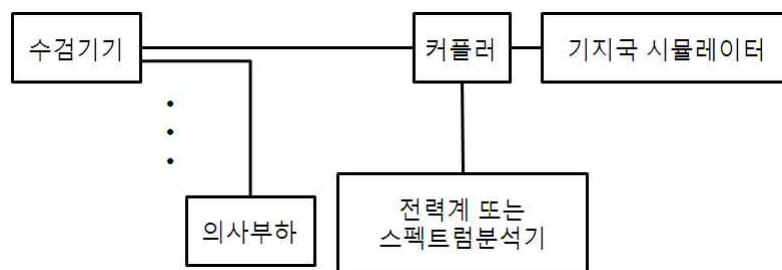 수검기기
커플러
기지국 시뮬레이터
의사부하
전력계 또는
스펙트럼분석기